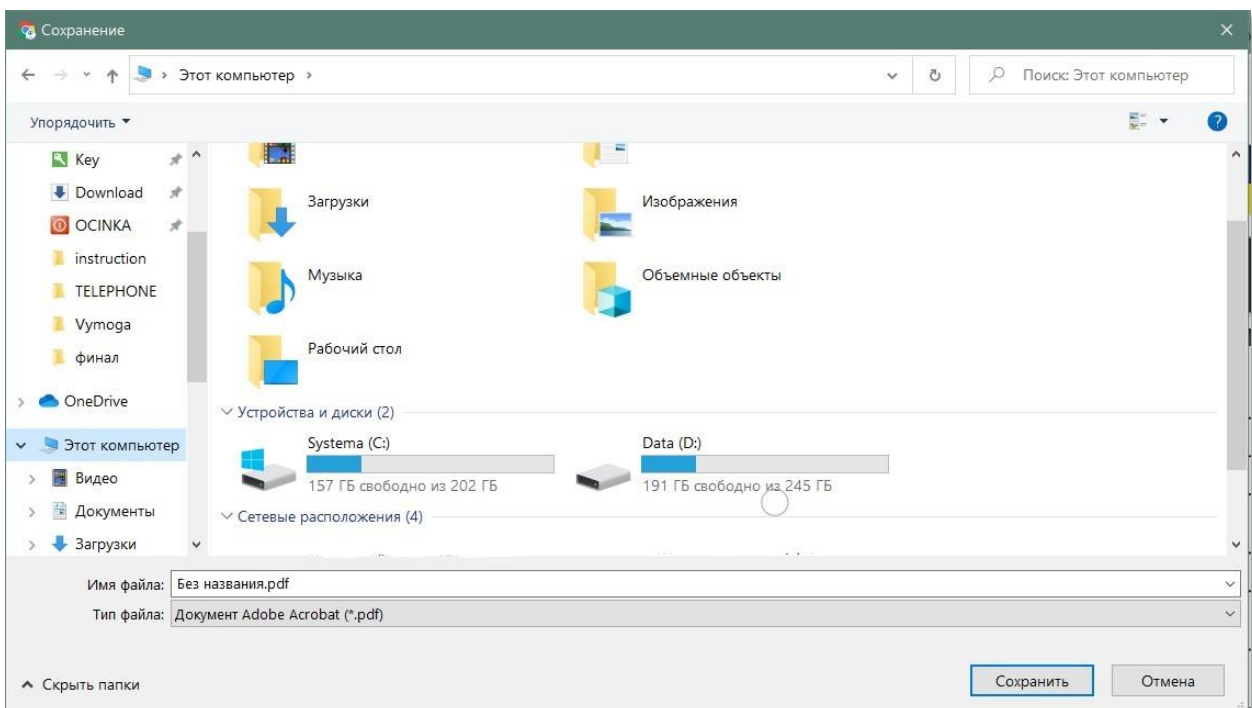 Сохранение
Этот компьютер
Поиск: Этот компьютер
Упорядочить
Key
Download
OCINKA
instruction
TELEPHONE
Vymoga
финал
OneDrive
Этот компьютер
Видео
Документы
Загрузки
Загрузки
Изображения
Музыка
Объемные объекты
Рабочий стол
Устройства и диски (2)
Systema (C:)
157 ГБ свободно из 202 ГБ
Data (D:)
191 ГБ свободно из 245 ГБ
Сетевые расположения (4)
Имя файла: Без названия.pdf
Тип файла: Документ Adobe Acrobat (*.pdf)
Скрыть папки
Сохранить
Отмена